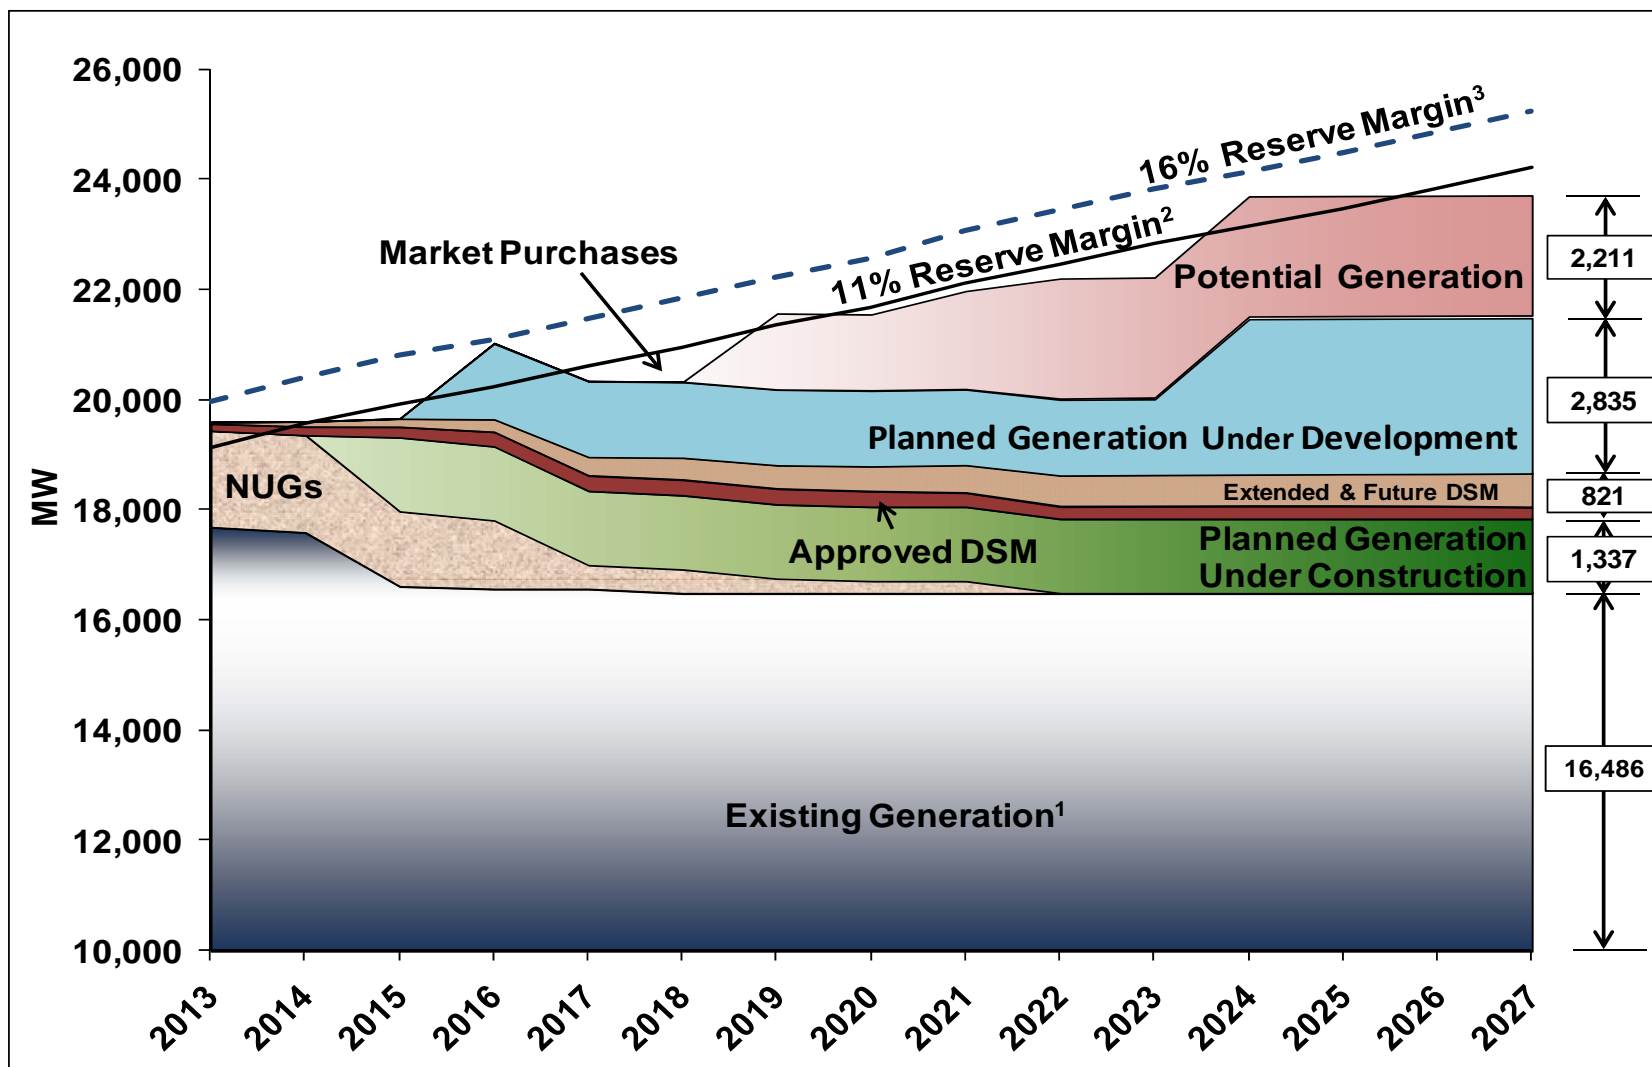 26,000
24,000
22,000
20,000
18,000
16,000
14,000
12,000
10,000
MW
16% Reserve Margin³
11% Reserve Margin²
Market Purchases
Potential Generation
Planned Generation Under Development
NUGs
Extended & Future DSM
Approved DSM
Planned Generation
Under Construction
Existing Generation¹
2,211
2,835
821
1,337
16,486
2013
2014
2015
2016
2017
2018
2019
2020
2021
2022
2023
2024
2025
2026
2027